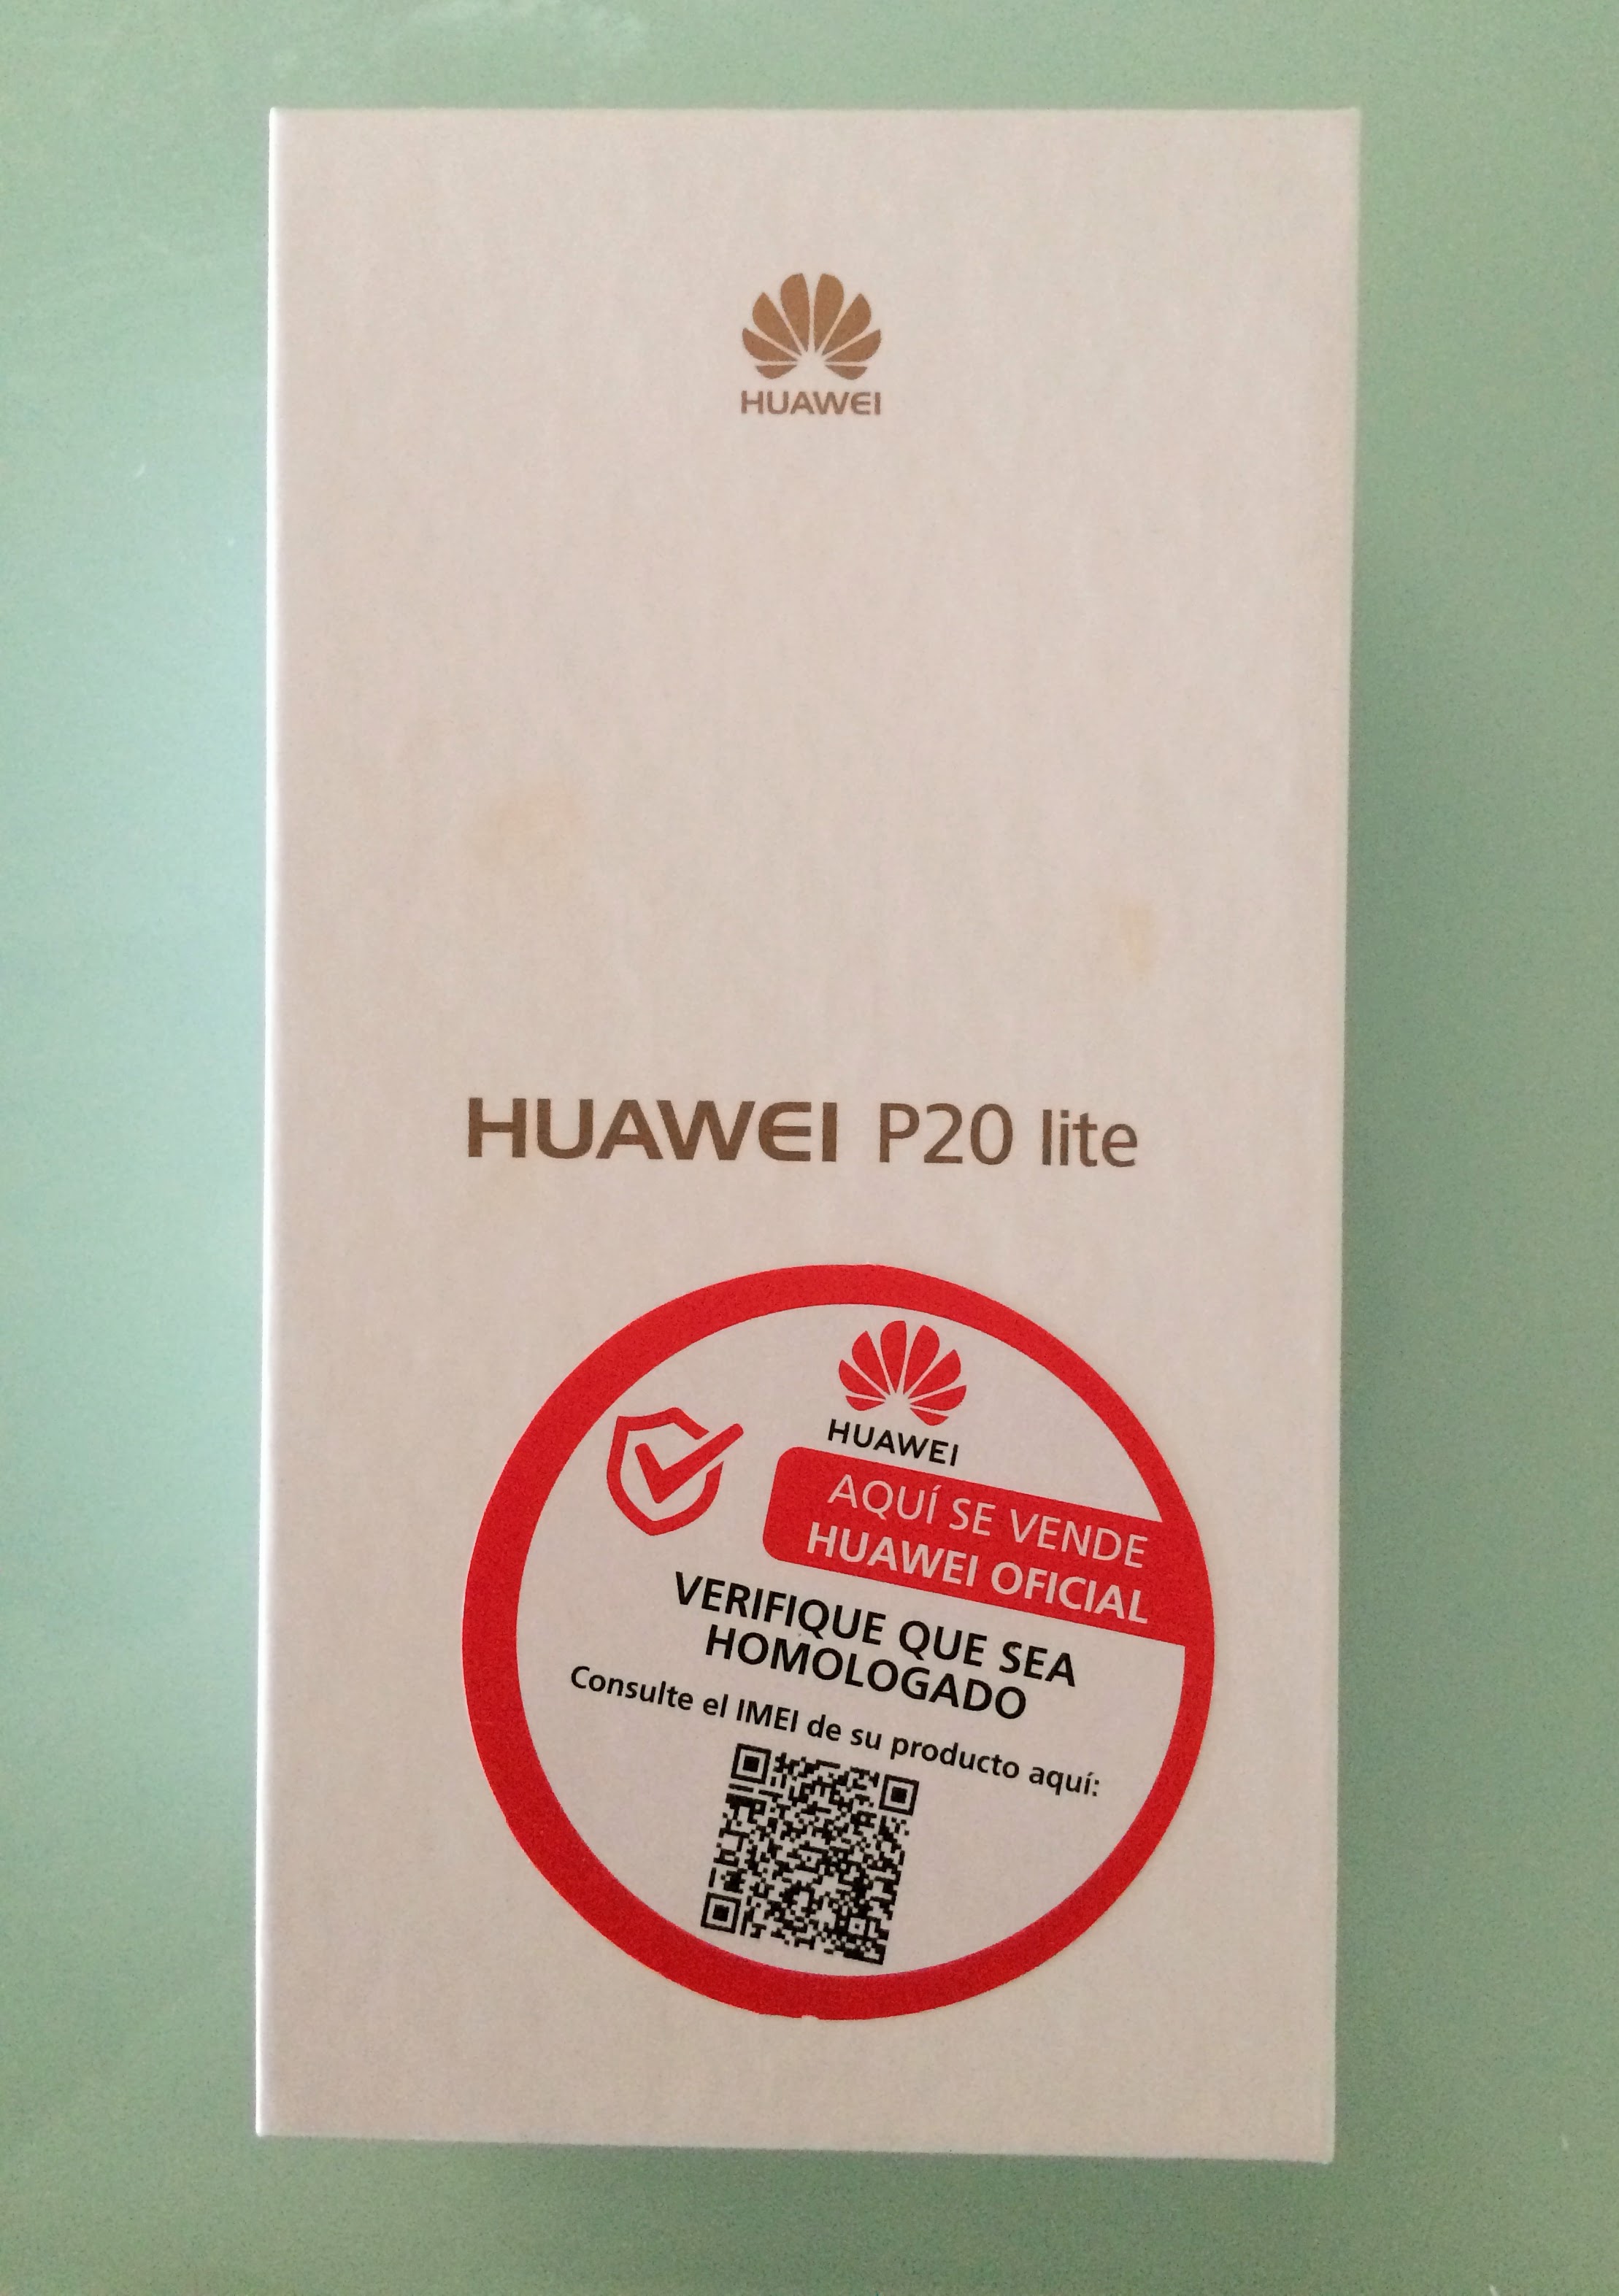 HUAWEI
HUAWEI P20 lite
HUAWEI
AQUÍ SE VENDE
HUAWEI OFICIAL
VERIFIQUE QUE SEA
HOMOLOGADO
Consulte el IMEI de su producto aquí: